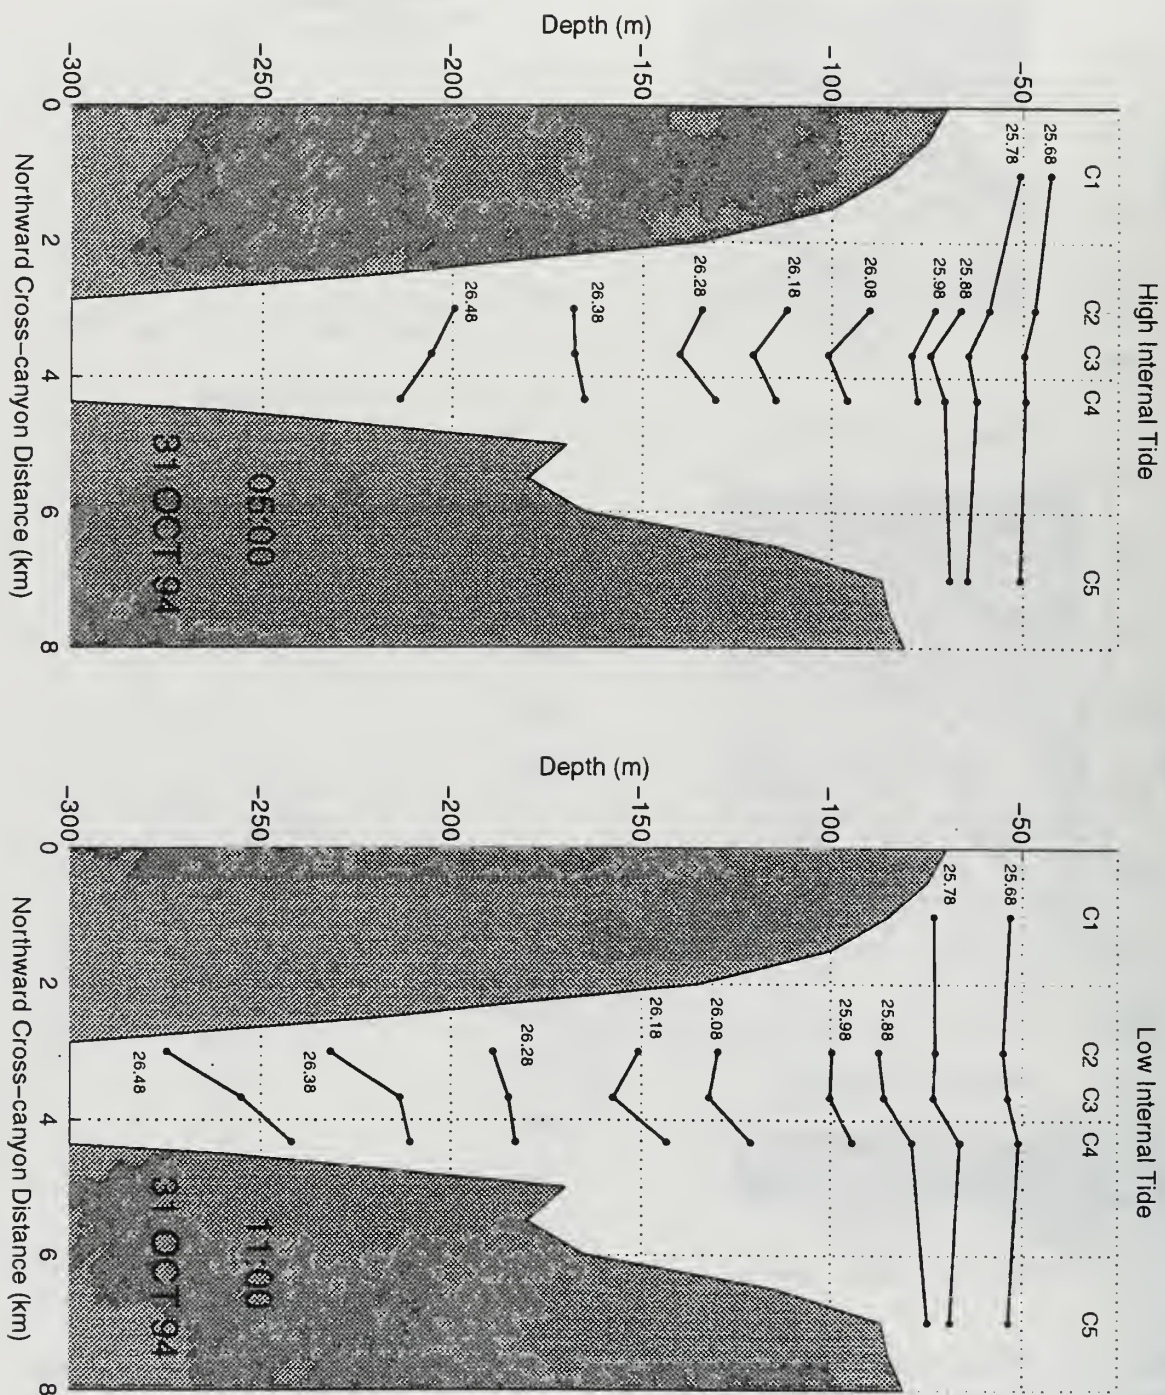 High Internal Tide
C1
C2
C3
C4
C5
Depth (m)
−50
−100
−150
−200
−250
−300
25.68
25.78
25.88
25.98
26.08
26.18
26.28
26.38
26.48
05:00
31 OCT 94
0
2
4
6
8
Northward Cross−canyon Distance (km)
Low Internal Tide
C1
C2
C3
C4
C5
Depth (m)
−50
−100
−150
−200
−250
−300
25.68
25.78
25.88
25.98
26.08
26.18
26.28
26.38
26.48
11:00
31 OCT 94
0
2
4
6
8
Northward Cross−canyon Distance (km)